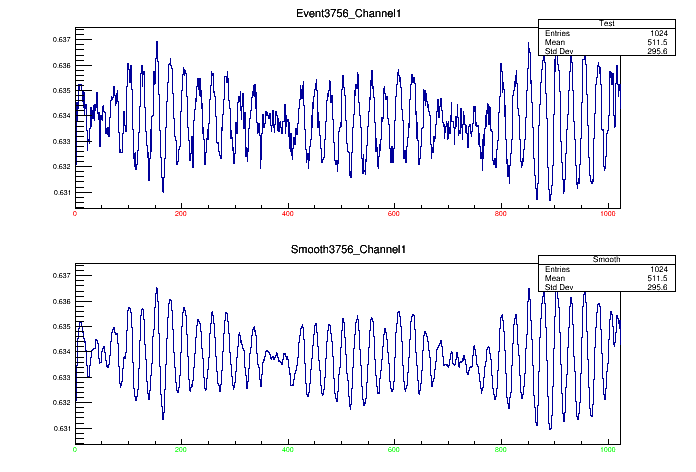 Event3756_Channel1
Test
Entries 1024
Mean 511.5
Std Dev 295.6
0.637
0.636
0.635
0.634
0.633
0.632
0.631
0 200 400 600 800 1000
Smooth3756_Channel1
Smooth
Entries 1024
Mean 511.5
Std Dev 295.6
0.637
0.636
0.635
0.634
0.633
0.632
0.631
0 200 400 600 800 1000